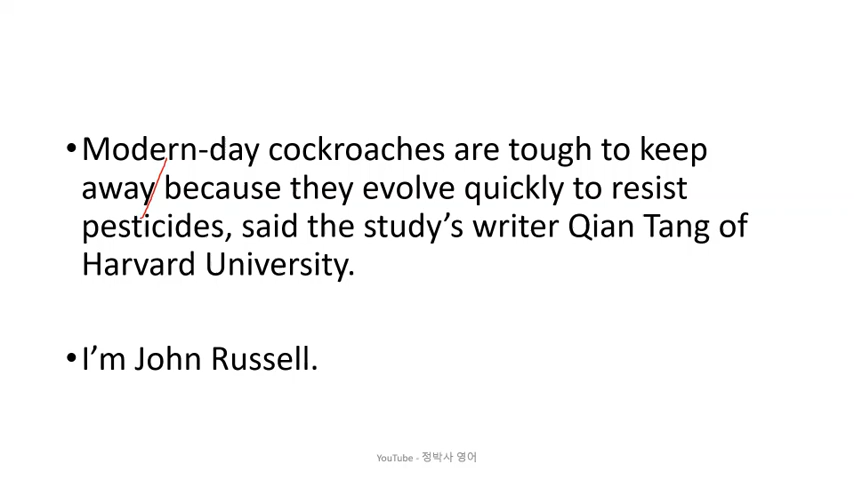 •Modern-day cockroaches are tough to keep
away because they evolve quickly to resist
pesticides, said the study’s writer Qian Tang of
Harvard University.
•I’m John Russell.
YouTube - 정박사 영어